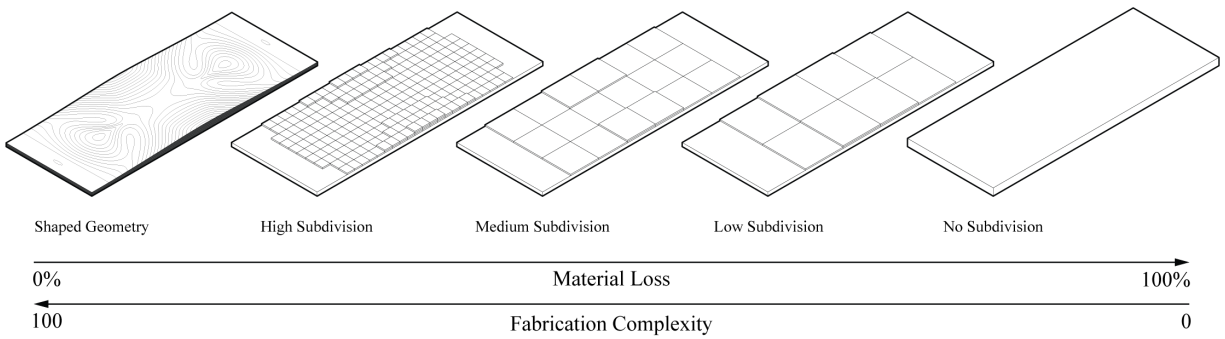 Shaped Geometry
High Subdivision
Medium Subdivision
Low Subdivision
No Subdivision
0%
Material Loss
100%
100
Fabrication Complexity
0